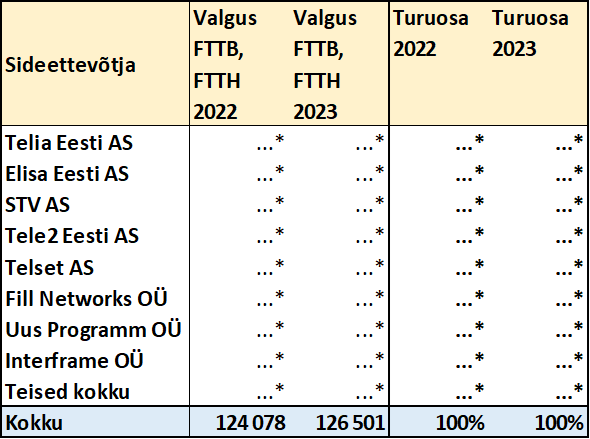 Sideettevõtja Valgus FTTB, FTTH 2022 Valgus FTTB, FTTH 2023 Turuosa 2022 Turuosa 2023
Telia Eesti AS ...* ...* ...* ...*
Elisa Eesti AS ...* ...* ...* ...*
STV AS ...* ...* ...* ...*
Tele2 Eesti AS ...* ...* ...* ...*
Telset AS ...* ...* ...* ...*
Fill Networks OÜ ...* ...* ...* ...*
Uus Programm OÜ ...* ...* ...* ...*
Interframe OÜ ...* ...* ...* ...*
Teised kokku ...* ...* ...* ...*
Kokku 124 078 126 501 100% 100%